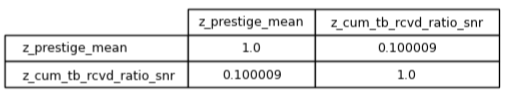 z_prestige_mean z_cum_tb_rcvd_ratio_snr
z_prestige_mean 1.0 0.100009
z_cum_tb_rcvd_ratio_snr 0.100009 1.0